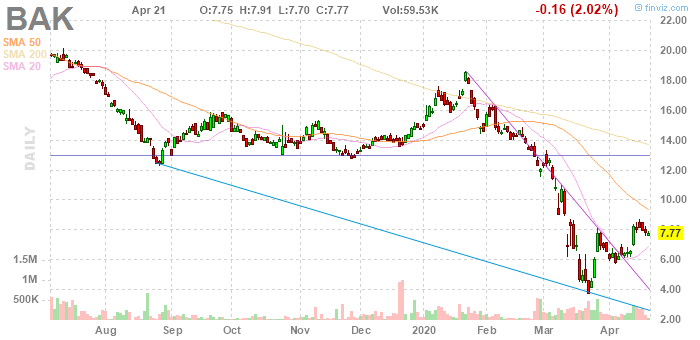 BAK
Apr 21 O:7.75 H:7.91 L:7.70 C:7.77 Vol:59.53K -0.16 (2.02%)
© finviz.com
SMA 50
SMA 200
SMA 20
DAILY
22.00
20.00
18.00
16.00
14.00
12.00
10.00
7.77
6.00
4.00
2.00
1.5M
1M
500K
Aug Sep Oct Nov Dec 2020 Feb Mar Apr